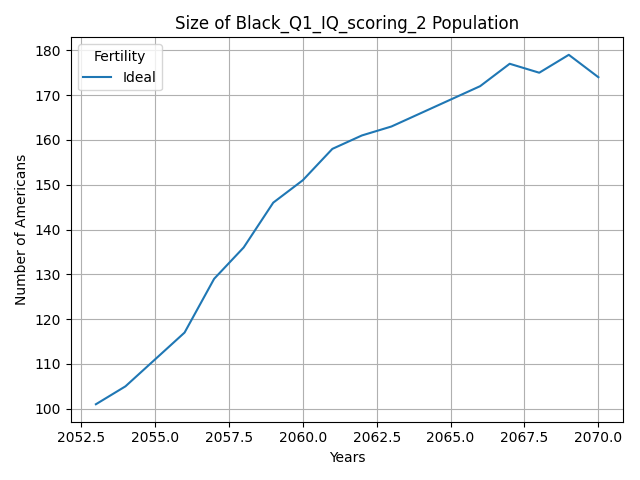 Size of Black_Q1_IQ_scoring_2 Population
Fertility
Ideal
Number of Americans
180
170
160
150
140
130
120
110
100
2052.5 2055.0 2057.5 2060.0 2062.5 2065.0 2067.5 2070.0
Years